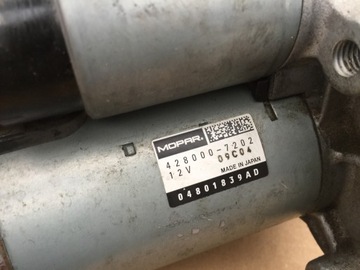 MOPAR.
428000-7202
12V 09C04
MADE IN JAPAN
04801839AD